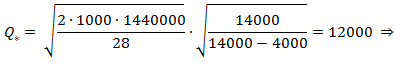 Q* = √(2·1000·1440000 / 28) · √(14000 / (14000 − 4000)) = 12000 ⇒